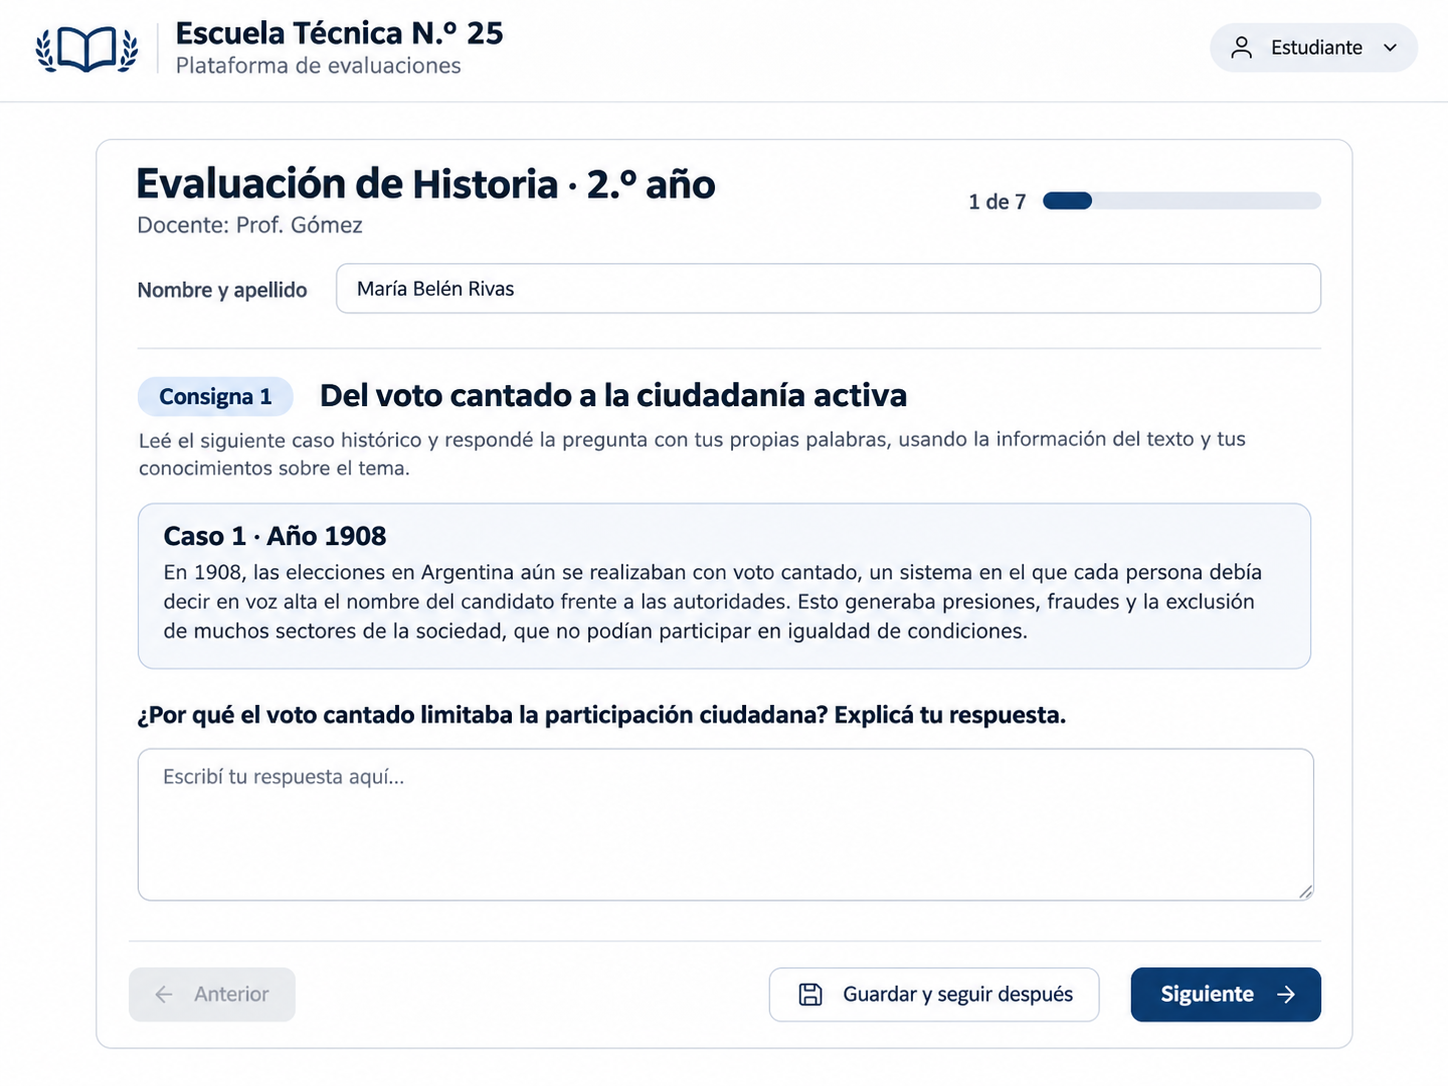 Escuela Técnica N.º 25
Plataforma de evaluaciones
Estudiante
Evaluación de Historia · 2.º año
Docente: Prof. Gómez
1 de 7
Nombre y apellido
María Belén Rivas
Consigna 1
Del voto cantado a la ciudadanía activa
Leé el siguiente caso histórico y respondé la pregunta con tus propias palabras, usando la información del texto y tus
conocimientos sobre el tema.
Caso 1 · Año 1908
En 1908, las elecciones en Argentina aún se realizaban con voto cantado, un sistema en el que cada persona debía
decir en voz alta el nombre del candidato frente a las autoridades. Esto generaba presiones, fraudes y la exclusión
de muchos sectores de la sociedad, que no podían participar en igualdad de condiciones.
¿Por qué el voto cantado limitaba la participación ciudadana? Explicá tu respuesta.
Escribí tu respuesta aquí...
Anterior
Guardar y seguir después
Siguiente